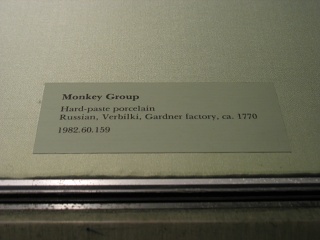 Monkey Group
Hard-paste porcelain
Russian, Verbilki, Gardner factory, ca. 1770
1982.60.159